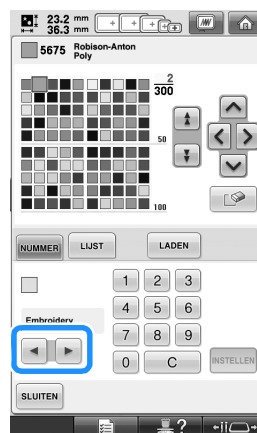 23.2 mm
36.3 mm
5675 Robison-Anton
Poly
2
300
50
100
NUMMER LIJST LADEN
1 2 3
Embroidery
4 5 6
7 8 9
0 C INSTELLEN
SLUITEN
?